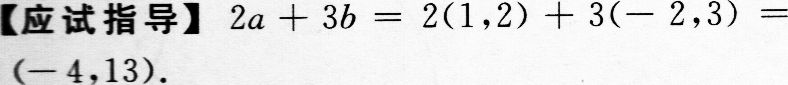 【应试指导】 2a + 3b = 2(1,2) + 3(- 2,3) =
(- 4,13).